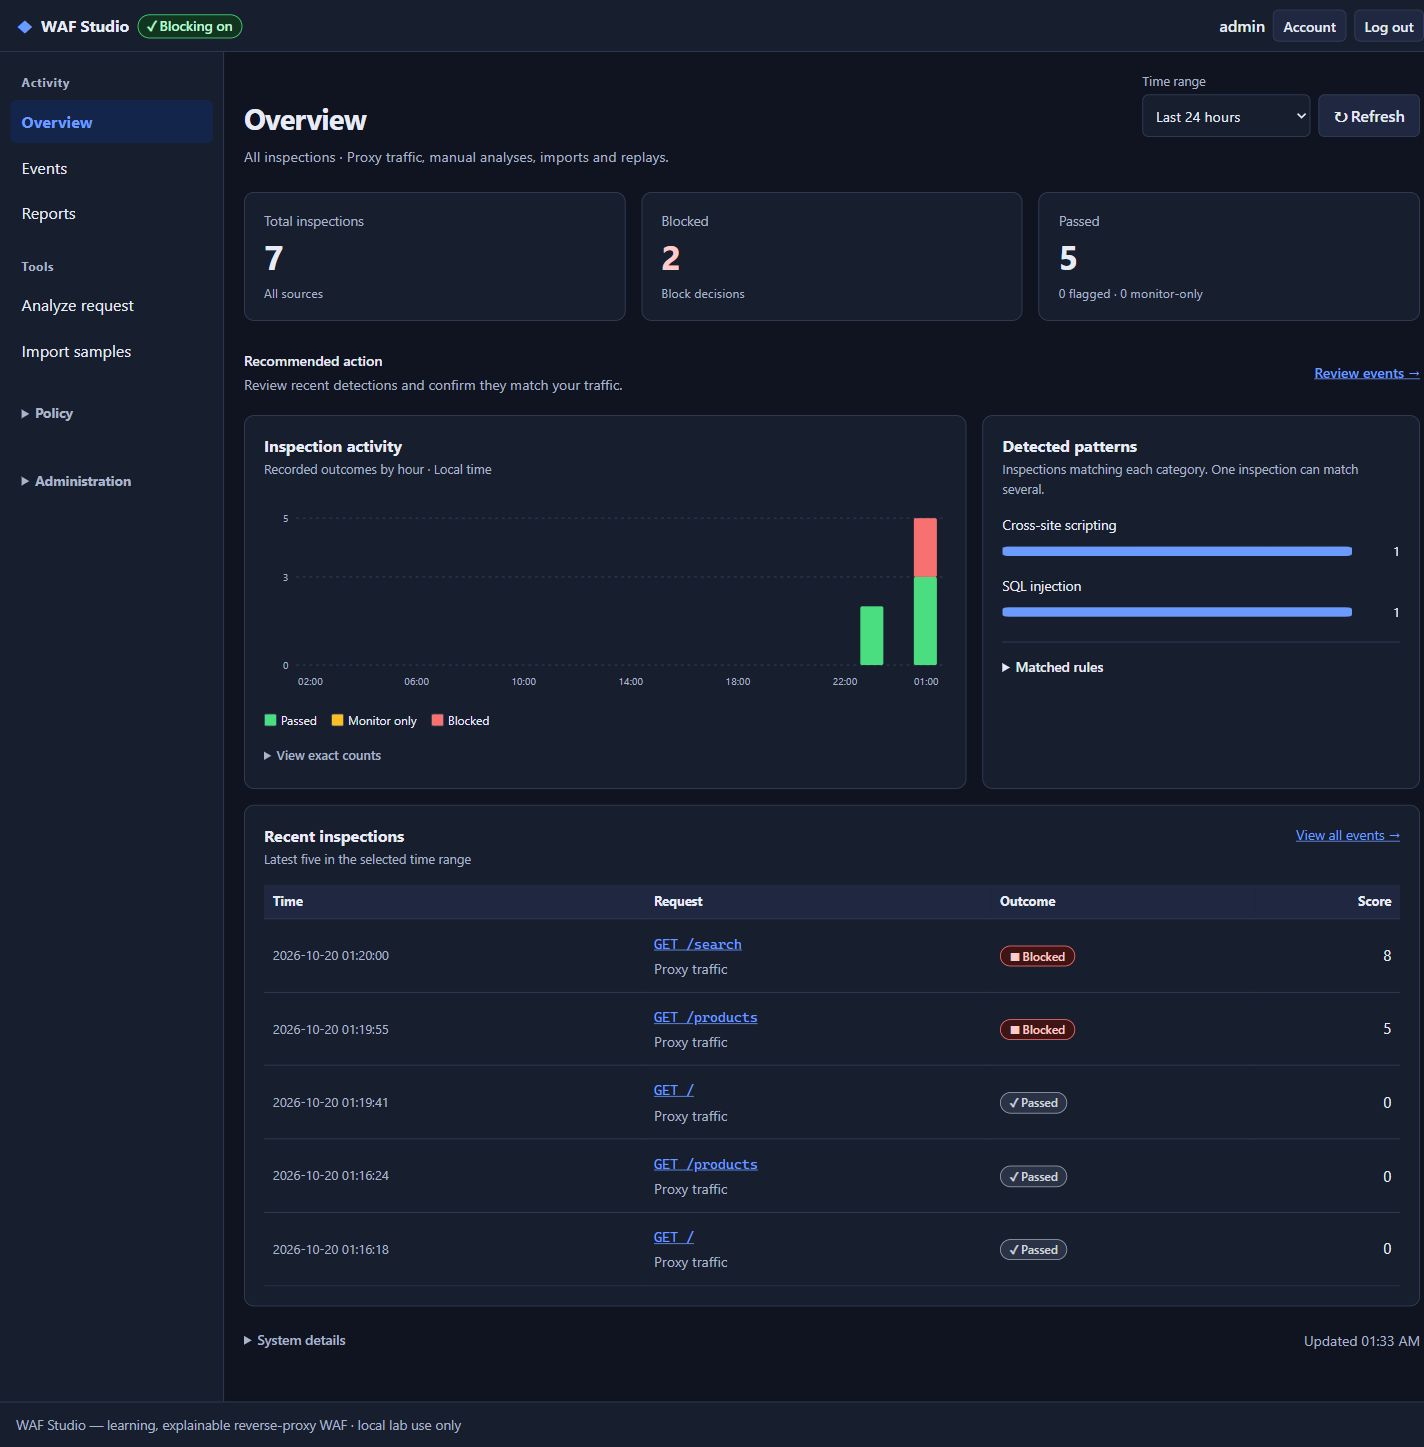 WAF Studio ✓ Blocking on
admin Account Log out
Activity
Overview
Events
Reports
Tools
Analyze request
Import samples
▶ Policy
▶ Administration
Time range
Last 24 hours
↻ Refresh
Overview
All inspections · Proxy traffic, manual analyses, imports and replays.
Total inspections
7
All sources
Blocked
2
Block decisions
Passed
5
0 flagged · 0 monitor-only
Recommended action
Review recent detections and confirm they match your traffic.
Review events →
Inspection activity
Recorded outcomes by hour · Local time
5
3
0
02:00 06:00 10:00 14:00 18:00 22:00 01:00
Passed Monitor only Blocked
▶ View exact counts
Detected patterns
Inspections matching each category. One inspection can match
several.
Cross-site scripting
1
SQL injection
1
▶ Matched rules
Recent inspections
View all events →
Latest five in the selected time range
Time Request Outcome Score
2026-10-20 01:20:00 GET /search Blocked 8
Proxy traffic
2026-10-20 01:19:55 GET /products Blocked 5
Proxy traffic
2026-10-20 01:19:41 GET / ✓ Passed 0
Proxy traffic
2026-10-20 01:16:24 GET /products ✓ Passed 0
Proxy traffic
2026-10-20 01:16:18 GET / ✓ Passed 0
Proxy traffic
▶ System details
Updated 01:33 AM
WAF Studio — learning, explainable reverse-proxy WAF · local lab use only